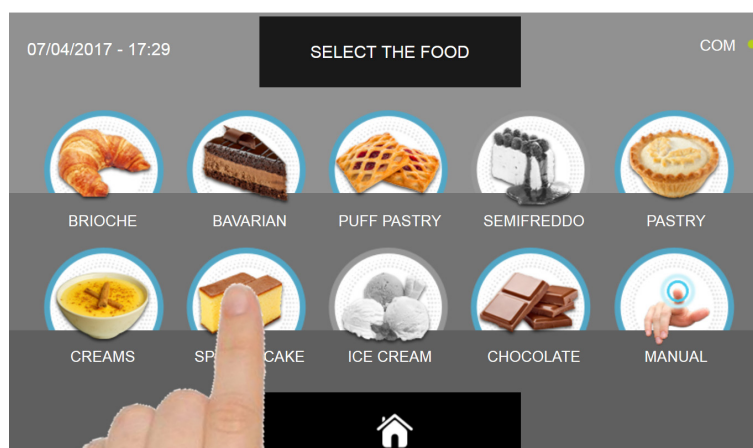 07/04/2017 - 17:29
SELECT THE FOOD
COM
BRIOCHE
BAVARIAN
PUFF PASTRY
SEMIFREDDO
PASTRY
CREAMS
CAKE
ICE CREAM
CHOCOLATE
MANUAL